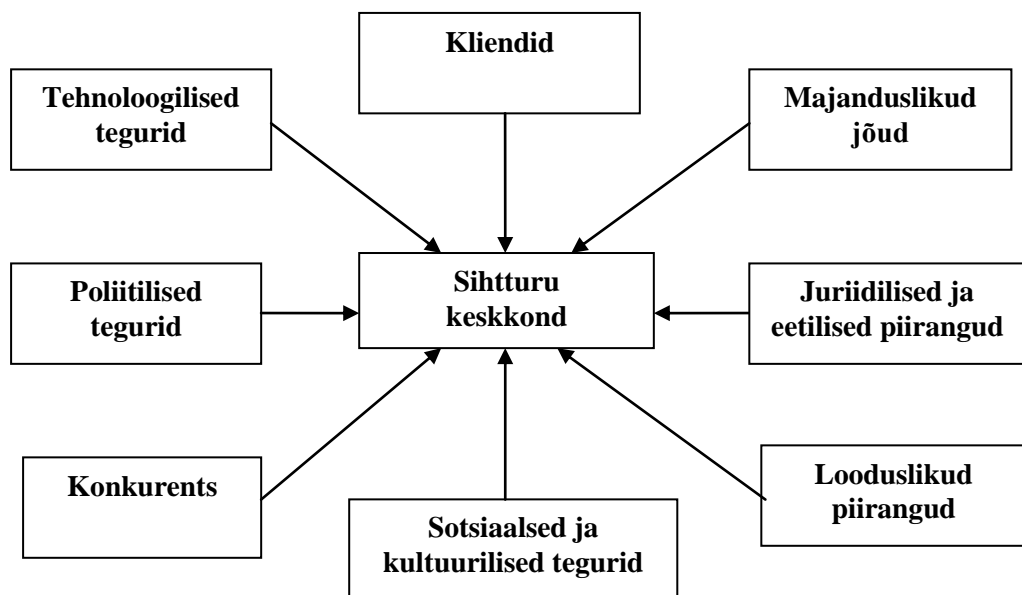 Kliendid
Tehnoloogilised
tegurid
Majanduslikud
jõud
Poliitilised
tegurid
Sihtturu
keskkond
Juriidilised ja
eetilised piirangud
Konkurents
Sotsiaalsed ja
kultuurilised tegurid
Looduslikud
piirangud